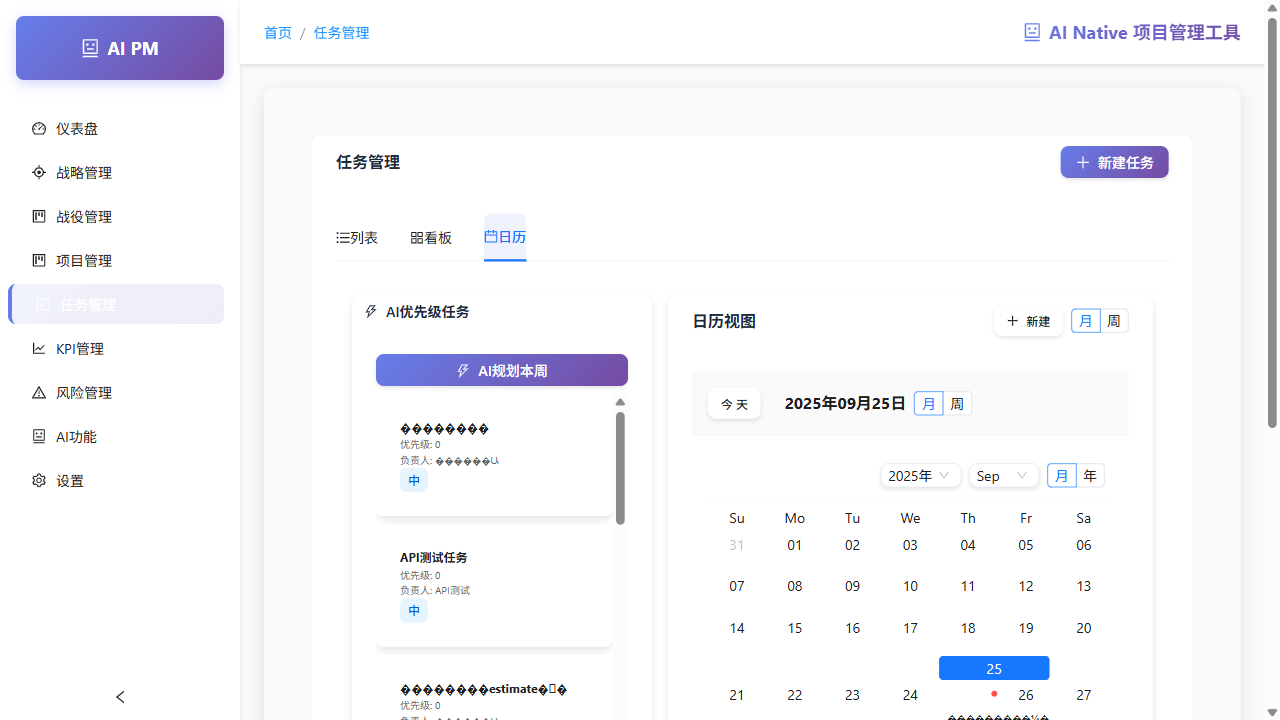 AI PM
首页 / 任务管理
AI Native 项目管理工具
仪表盘
战略管理
战役管理
项目管理
任务管理
KPI管理
风险管理
AI功能
设置
任务管理
新建任务
列表 看板 日历
AI优先级任务
AI规划本周
��������
优先级: 0
负责人: ������Ա
中
API测试任务
优先级: 0
负责人: API测试
中
��������estimate�
优先级: 0
日历视图
新建 月 周
今天 2025年09月25日 月 周
2025年 Sep 月 年
Su Mo Tu We Th Fr Sa
31 01 02 03 04 05 06
07 08 09 10 11 12 13
14 15 16 17 18 19 20
21 22 23 24 25 26 27